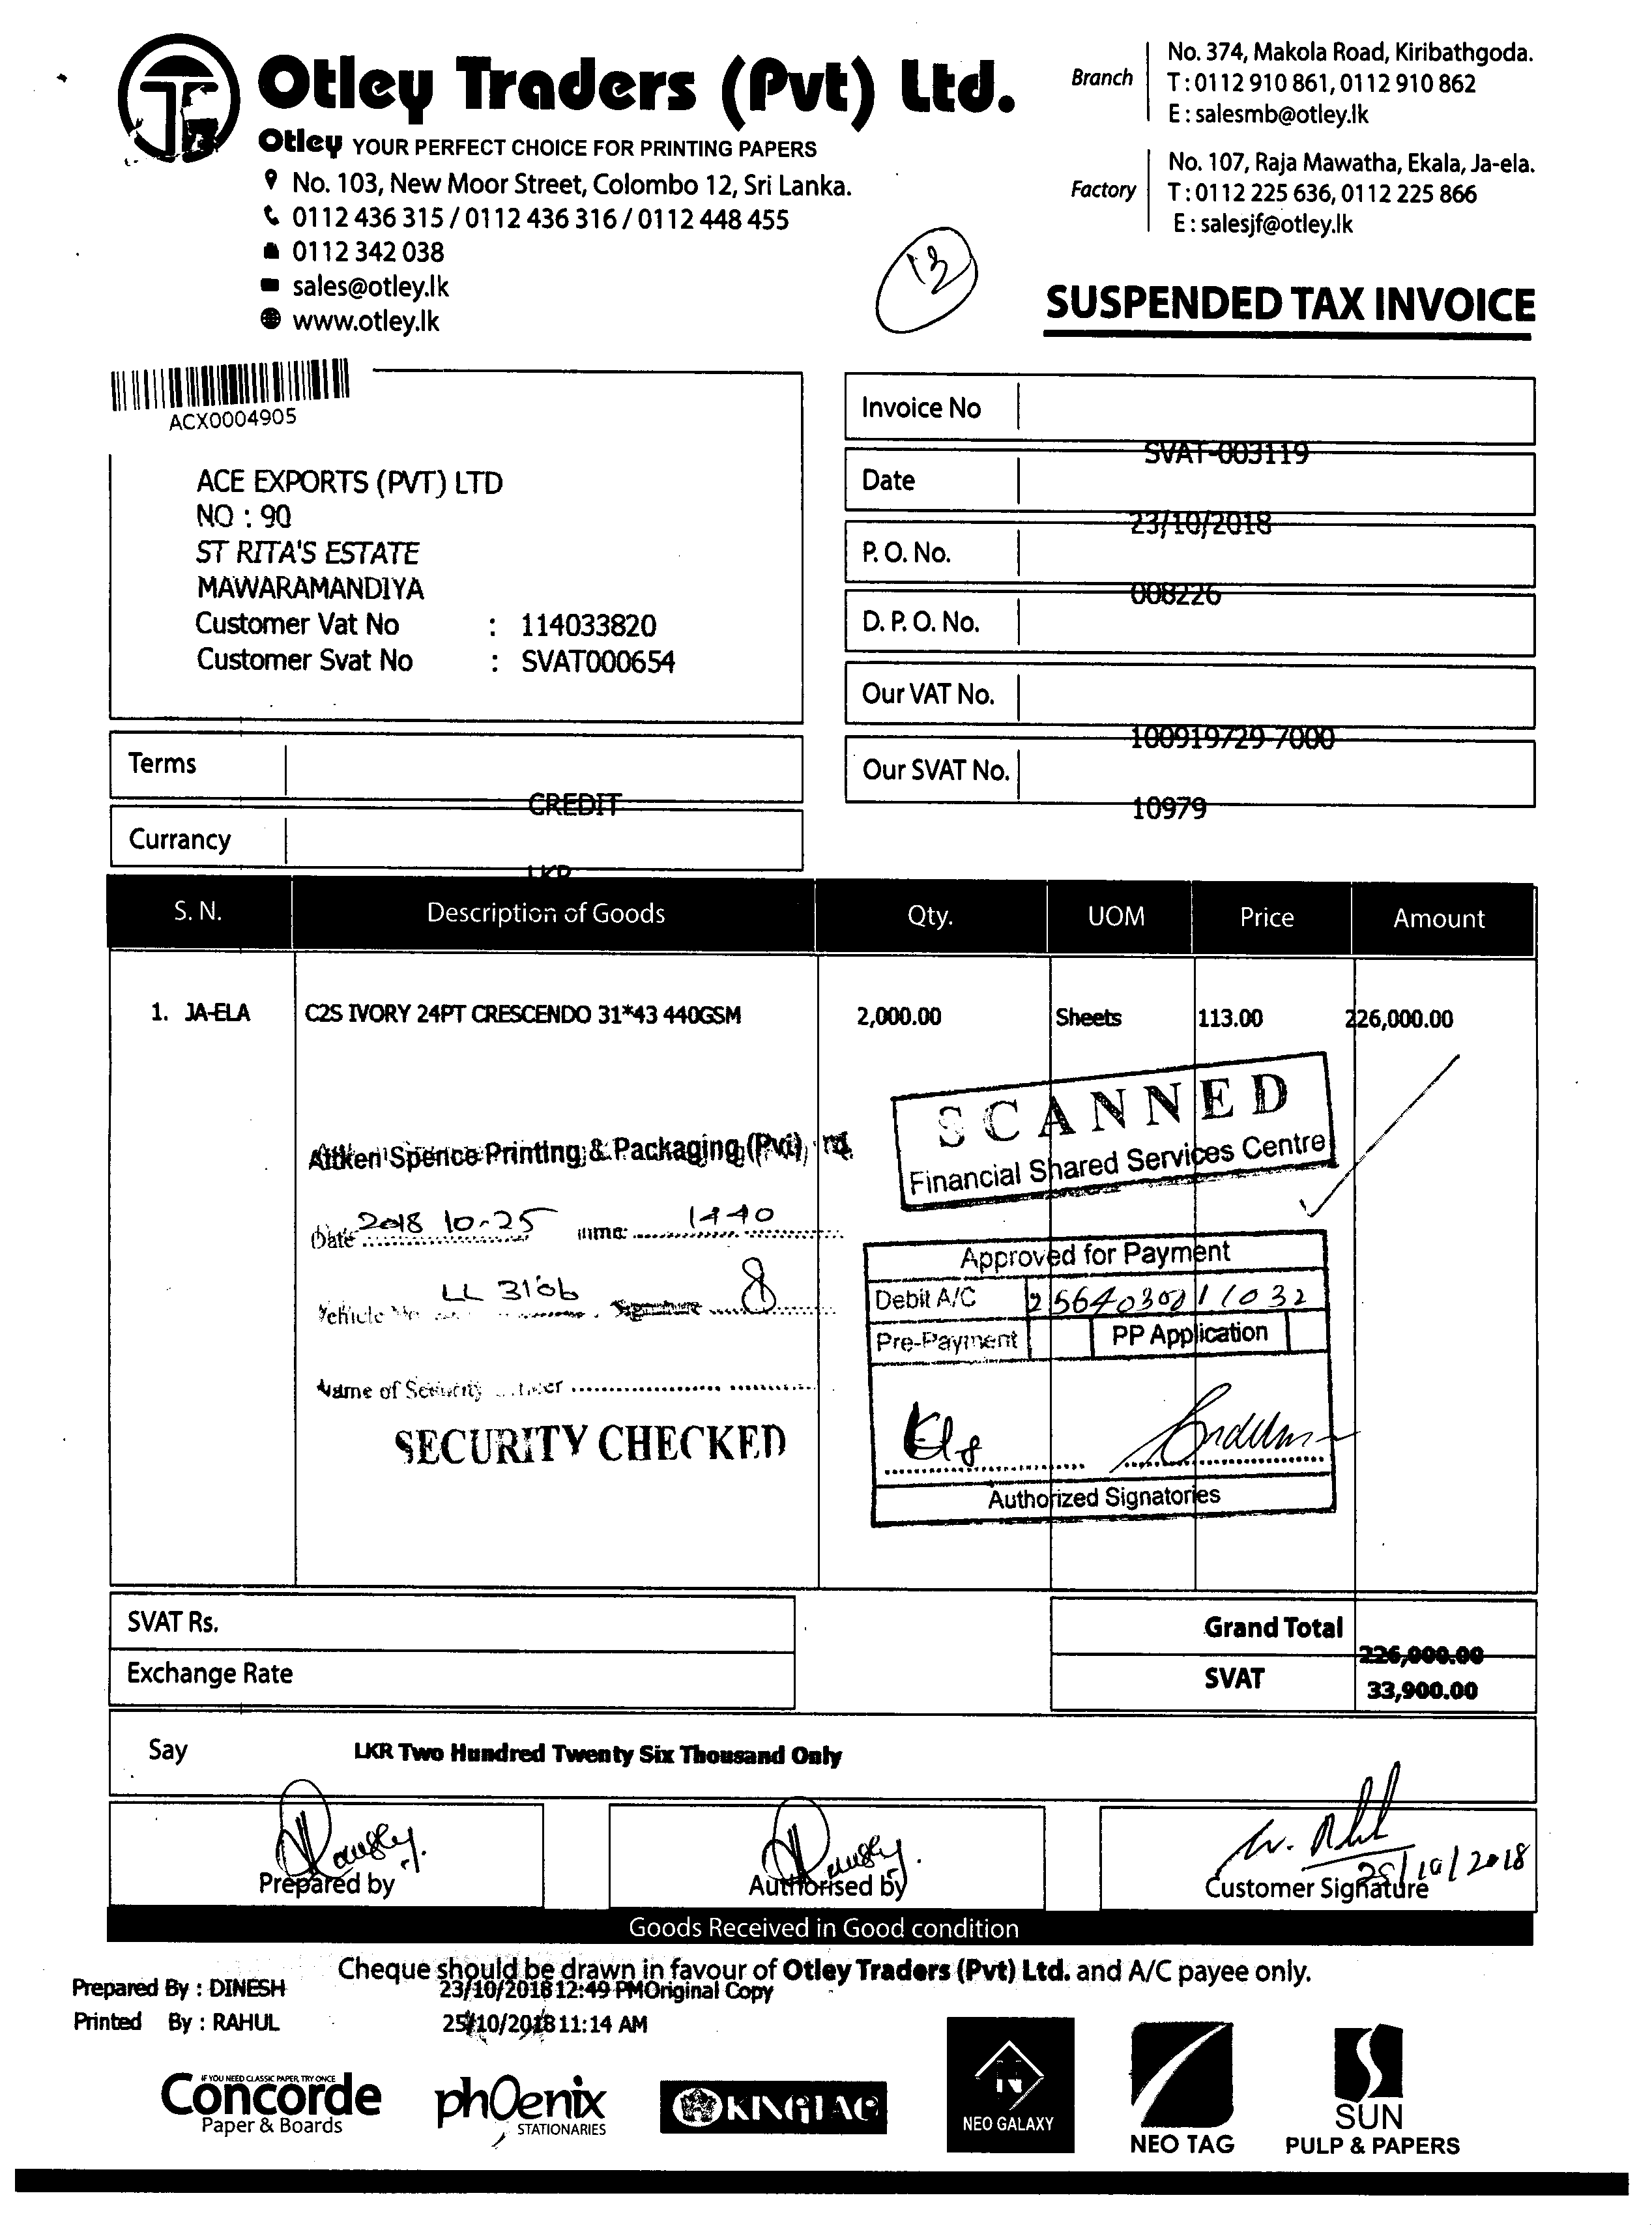 Otley Traders (Pvt) Ltd.
Otley YOUR PERFECT CHOICE FOR PRINTING PAPERS
No. 103, New Moor Street, Colombo 12, Sri Lanka.
0112 436 315 / 0112 436 316 / 0112 448 455
0112 342 038
sales@otley.lk
www.otley.lk
Branch
No. 374, Makola Road, Kiribathgoda.
T : 0112 910 861, 0112 910 862
E : salesmb@otley.lk
Factory
No. 107, Raja Mawatha, Ekala, Ja-ela.
T : 0112 225 636, 0112 225 866
E : salesjf@otley.lk
13
SUSPENDED TAX INVOICE
ACX0004905
ACE EXPORTS (PVT) LTD
NO : 90
ST RITA'S ESTATE
MAWARAMANDIYA
Customer Vat No : 114033820
Customer Svat No : SVAT000654
Invoice No SVAT-003119
Date 23/10/2018
P. O. No. 008226
D. P. O. No.
Our VAT No. 100919729-7000
Our SVAT No. 10979
Terms CREDIT
Currancy LKR
S. N. Description of Goods Qty. UOM Price Amount
1. JA-ELA C2S IVORY 24PT CRESCENDO 31*43 440GSM 2,000.00 Sheets 113.00 226,000.00
SCANNED
Financial Shared Services Centre
Aitken Spence Printing & Packaging (Pvt)
Date 2018 10-25 1440
Vehicle No LL 3106 Signature
Name of Security
SECURITY CHECKED
Approved for Payment
Debit A/C
Pre-Payment PP Application
Authorized Signatories
SVAT Rs.
Exchange Rate
Grand Total 226,000.00
SVAT 33,900.00
Say LKR Two Hundred Twenty Six Thousand Only
Prepared by
Authorised by
25/10/2018
Customer Signature
Goods Received in Good condition
Cheque should be drawn in favour of Otley Traders (Pvt) Ltd. and A/C payee only.
Prepared By : DINESH 23/10/2018 12:49 PM Original Copy
Printed By : RAHUL 25/10/2018 11:14 AM
IF YOU NEED CLASSIC PAPER, TRY ONCE
Concorde
Paper & Boards
phOenix
STATIONARIES
N
NEO GALAXY
NEO TAG
SUN
PULP & PAPERS